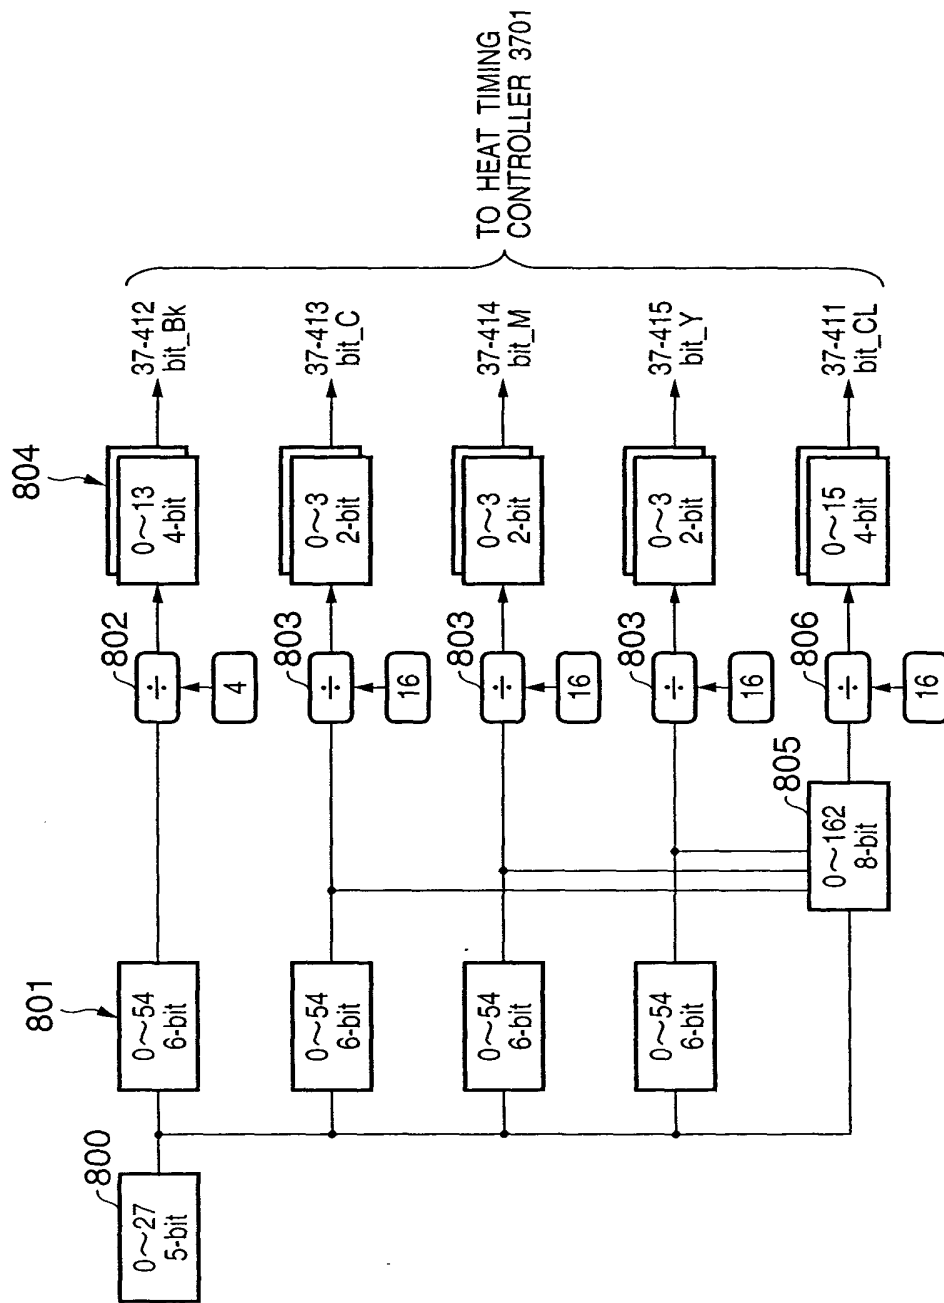 800
0~27
5-bit
801
0~54
6-bit
0~54
6-bit
0~54
6-bit
0~54
6-bit
805
0~162
8-bit
802
÷
4
803
÷
16
803
÷
16
803
÷
16
806
÷
16
804
0~13
4-bit
0~3
2-bit
0~3
2-bit
0~3
2-bit
0~15
4-bit
37-412
bit_Bk
37-413
bit_C
37-414
bit_M
37-415
bit_Y
37-411
bit_CL
TO HEAT TIMING
CONTROLLER 3701